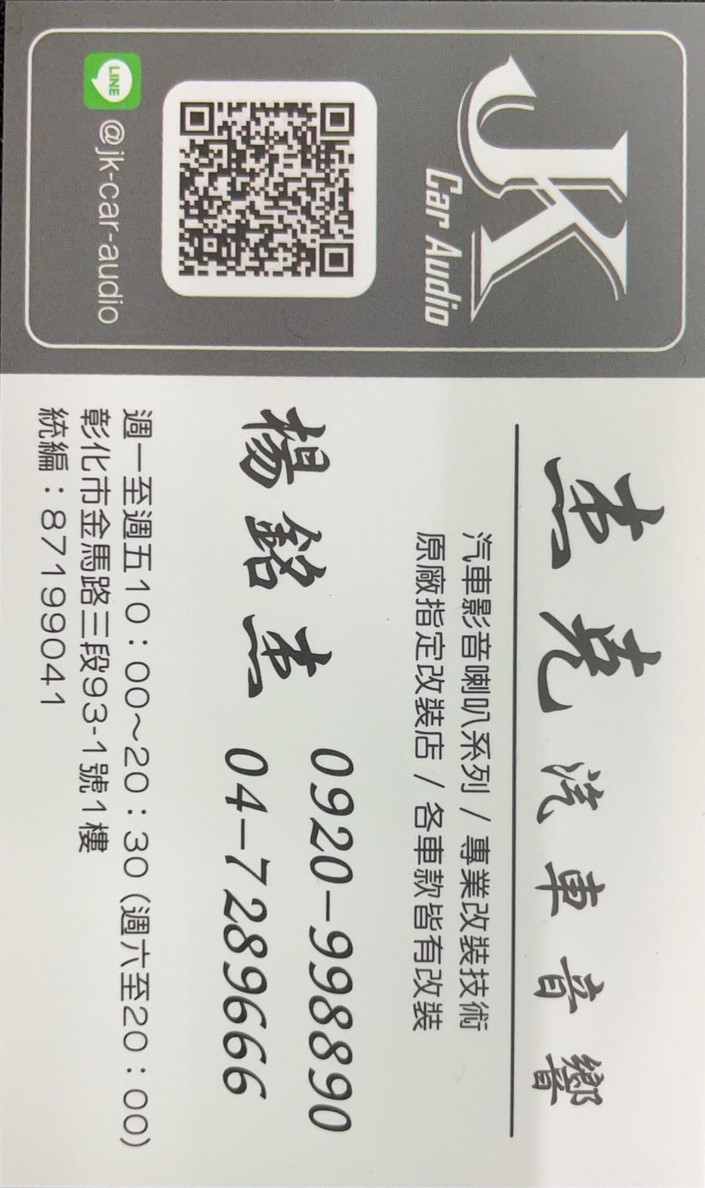 JK
Car Audio
LINE
@jk-car-audio
杰克汽車音響
汽車影音喇叭系列 / 專業改裝技術
原廠指定改裝店 / 各車款皆有改裝
楊銘杰
0920-998890
04-7289666
週一至週五10：00~20：30 (週六至20：00)
彰化市金馬路三段93-1號1樓
統編：87199041